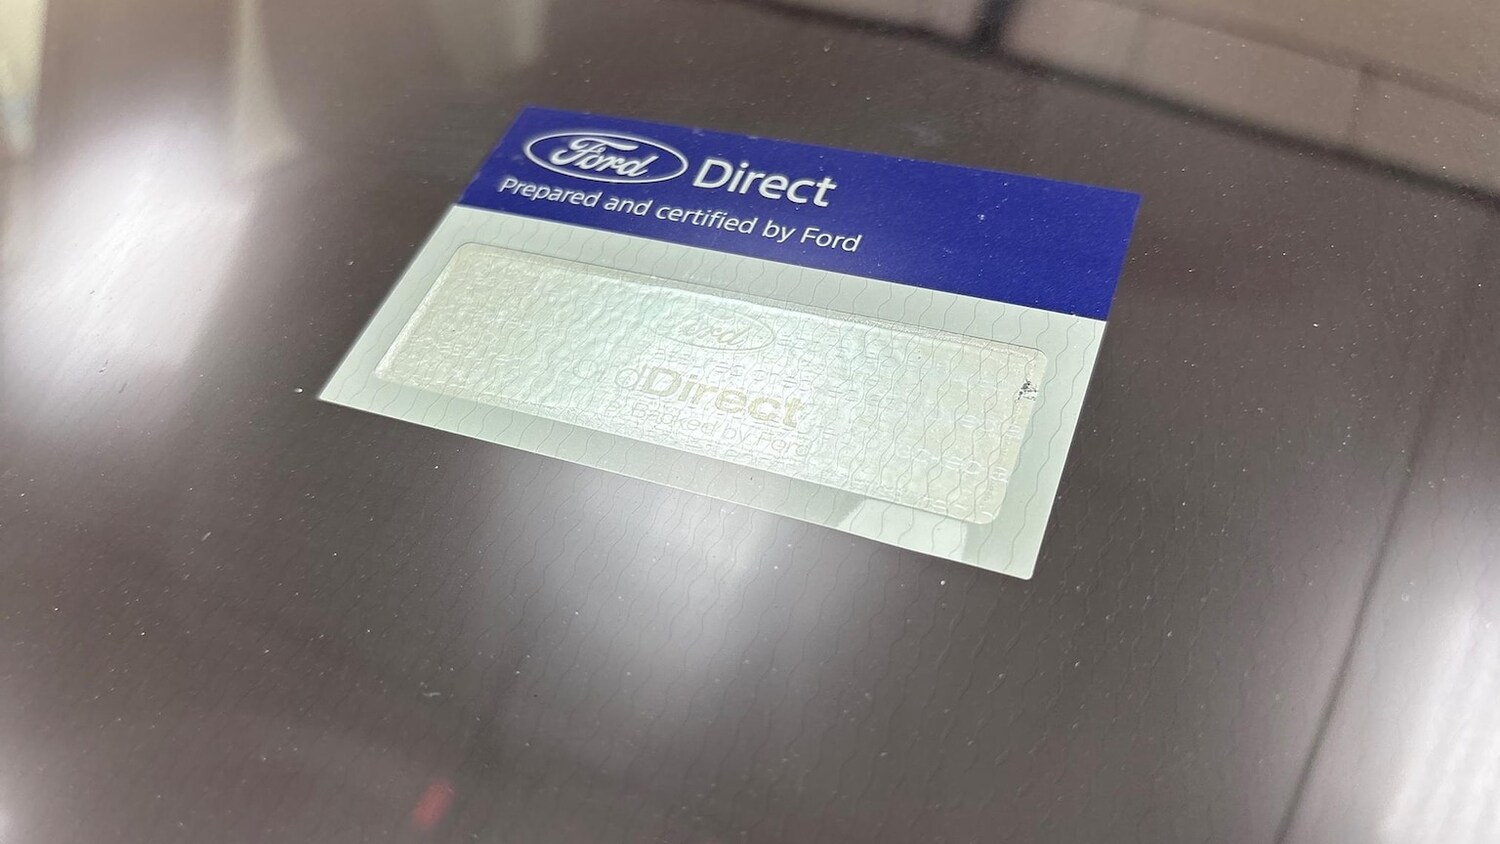 Ford Direct
Prepared and certified by Ford
Ford
Direct
Backed by Ford